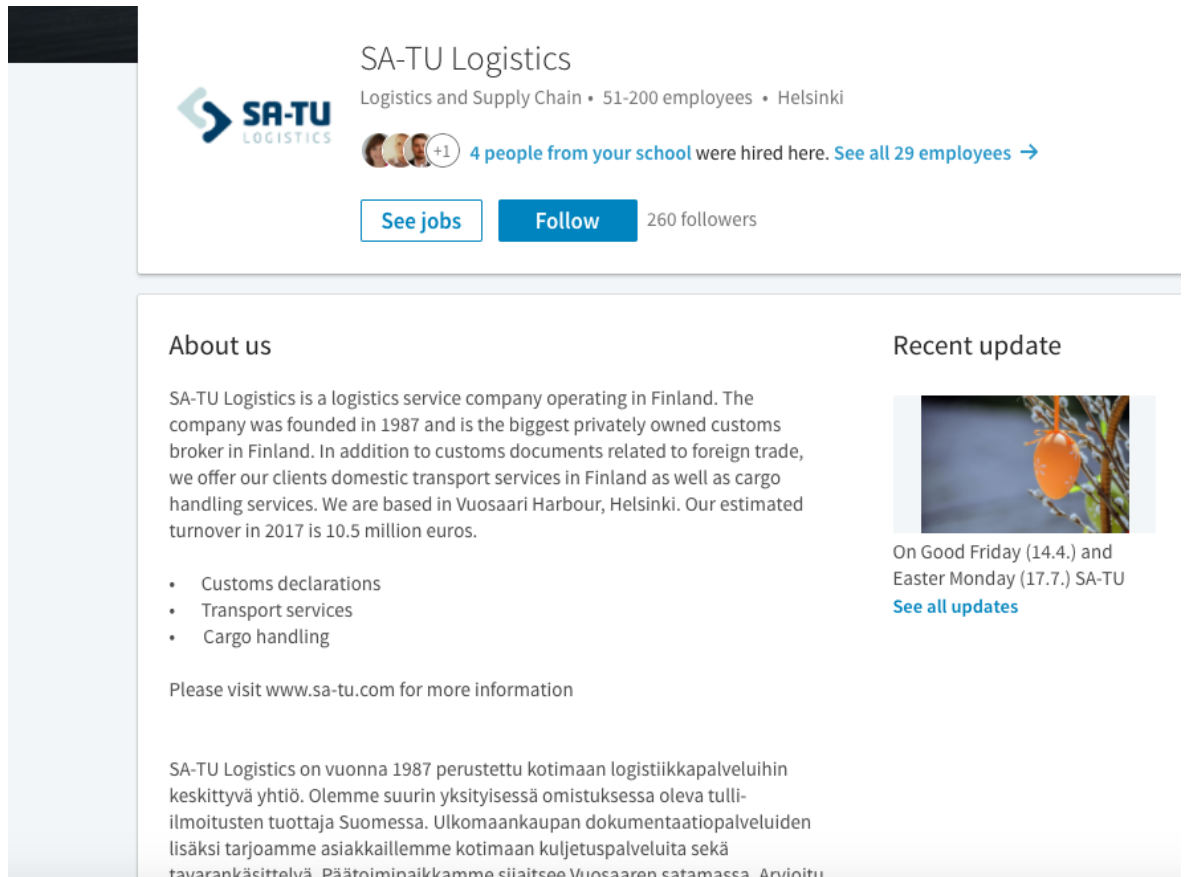 SA-TU Logistics
Logistics and Supply Chain • 51-200 employees • Helsinki
SA-TU
LOGISTICS
+1
4 people from your school were hired here. See all 29 employees →
See jobs
Follow
260 followers
About us
SA-TU Logistics is a logistics service company operating in Finland. The
company was founded in 1987 and is the biggest privately owned customs
broker in Finland. In addition to customs documents related to foreign trade,
we offer our clients domestic transport services in Finland as well as cargo
handling services. We are based in Vuosaari Harbour, Helsinki. Our estimated
turnover in 2017 is 10.5 million euros.
• Customs declarations
• Transport services
• Cargo handling
Please visit www.sa-tu.com for more information
SA-TU Logistics on vuonna 1987 perustettu kotimaan logistiikkapalveluihin
keskittyvä yhtiö. Olemme suurin yksityisessä omistuksessa oleva tulli-
ilmoitusten tuottaja Suomessa. Ulkomaankaupan dokumentaatiopalveluiden
lisäksi tarjoamme asiakkaillemme kotimaan kuljetuspalveluita sekä
tavarankäsittelyä. Päätoimipaikkamme sijaitsee Vuosaaren satamassa. Arvioitu
Recent update
On Good Friday (14.4.) and
Easter Monday (17.7.) SA-TU
See all updates